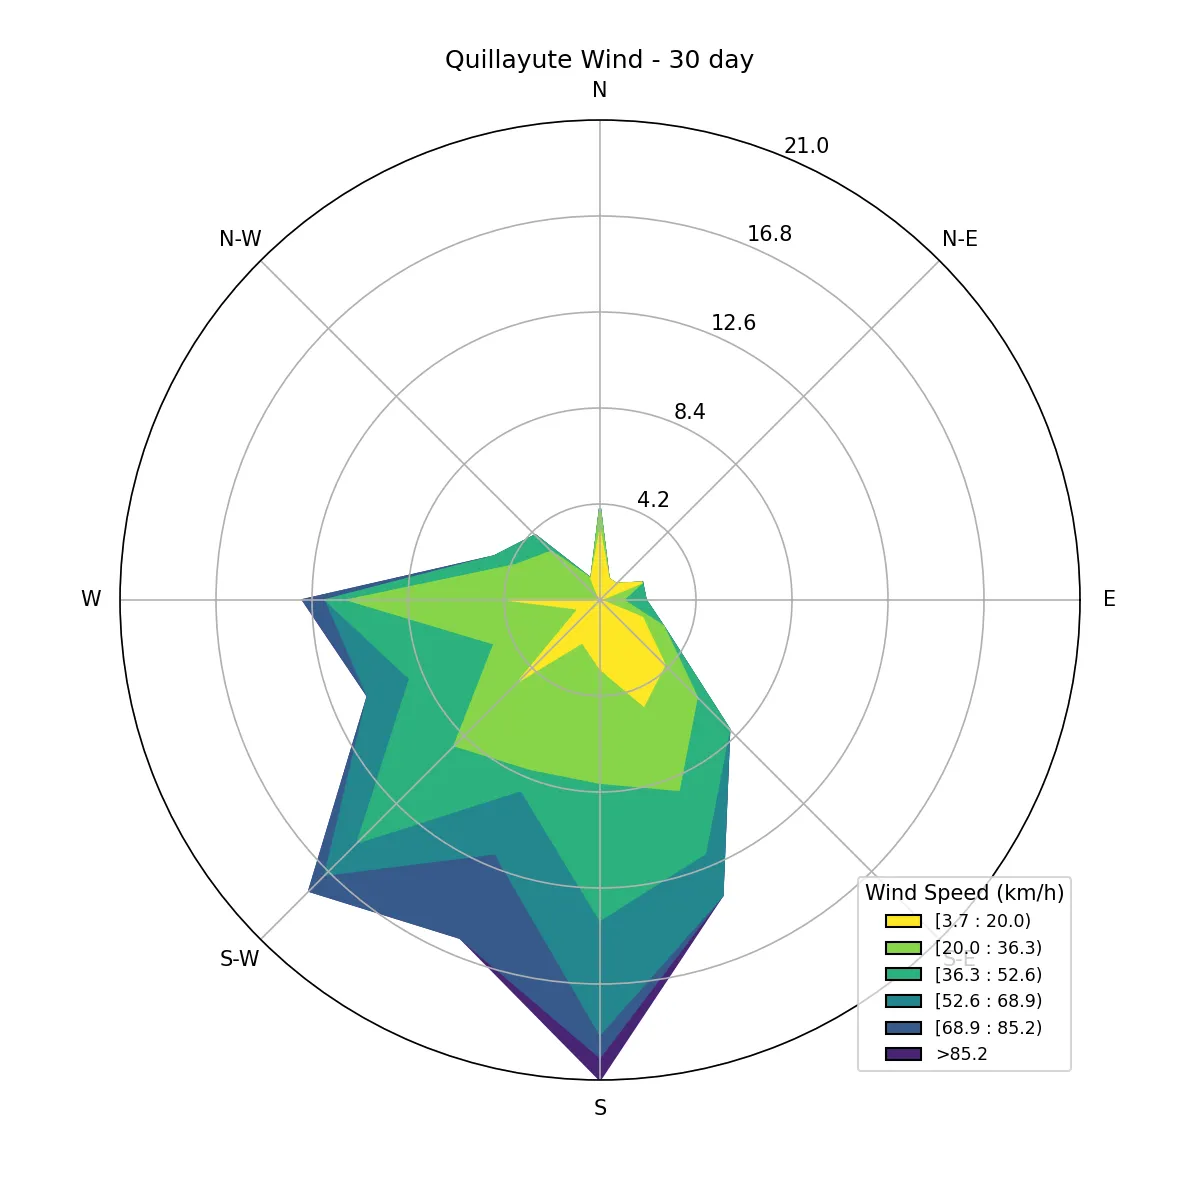 Quillayute Wind - 30 day
N
21.0
N-W
16.8
N-E
12.6
8.4
4.2
W
E
S-W
S-E
S
Wind Speed (km/h)
[3.7 : 20.0)
[20.0 : 36.3)
[36.3 : 52.6)
[52.6 : 68.9)
[68.9 : 85.2)
>85.2